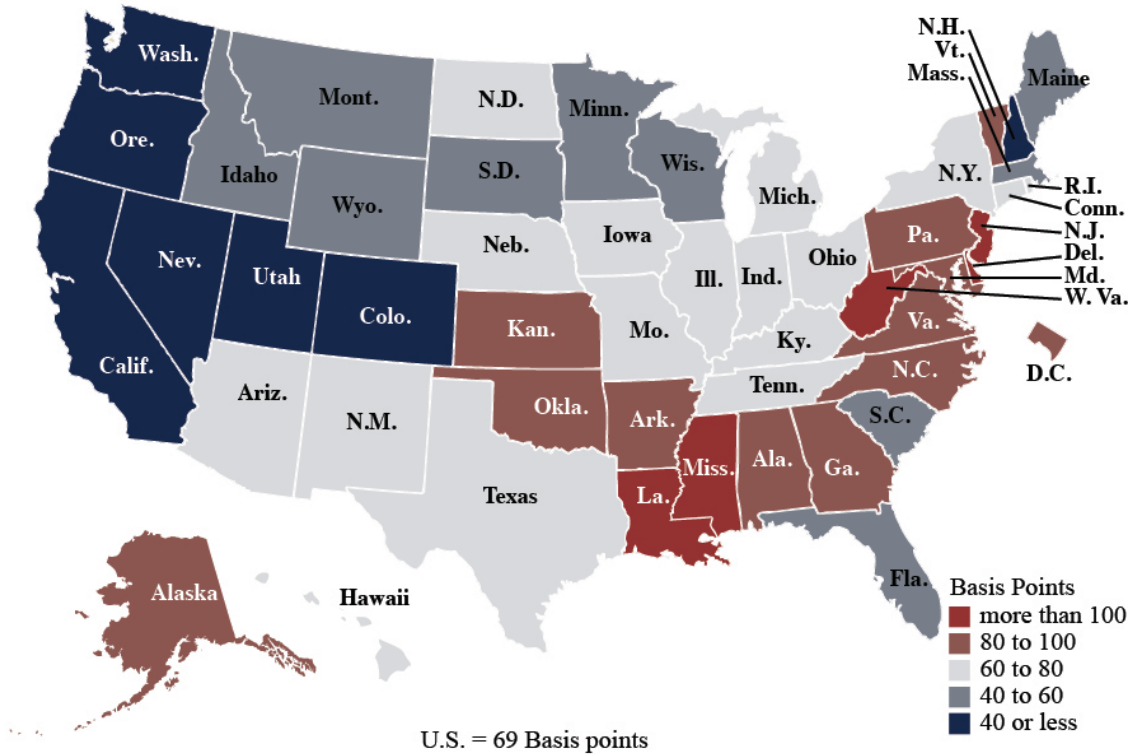 N.H.
Vt.
Mass.
Maine
Wash.
Mont.
N.D.
Minn.
Ore.
Idaho
S.D.
Wis.
Wyo.
Mich.
N.Y.
R.I.
Conn.
N.J.
Del.
Md.
W. Va.
Nev.
Utah
Colo.
Neb.
Iowa
Ill.
Ind.
Ohio
Pa.
Calif.
Kan.
Mo.
Ky.
Va.
D.C.
Ariz.
N.M.
Okla.
Ark.
Tenn.
N.C.
S.C.
Texas
La.
Miss.
Ala.
Ga.
Fla.
Alaska
Hawaii
Basis Points
more than 100
80 to 100
60 to 80
40 to 60
40 or less
U.S. = 69 Basis points